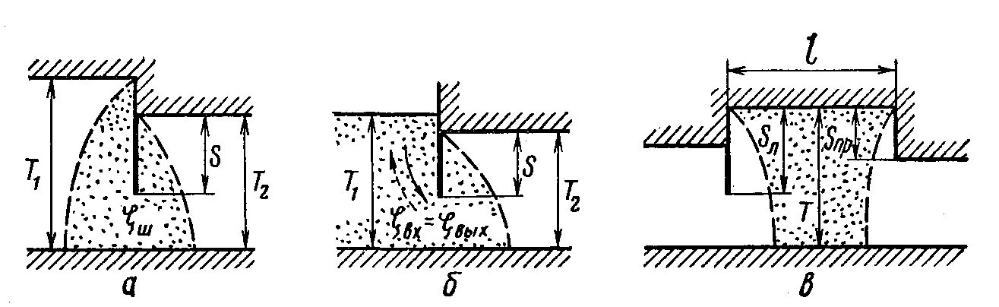 T₁
S
T₂
ζш
а
T₁
S
T₂
ζвх = ζвых
б
l
Sл
Sпр
T
в